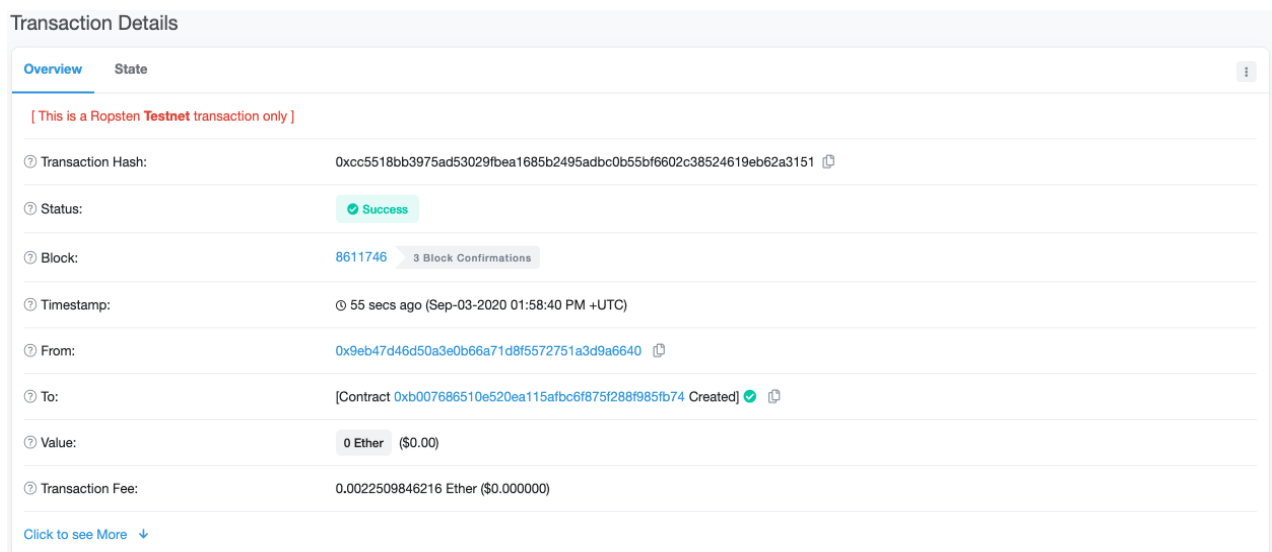 Transaction Details
Overview State
[ This is a Ropsten Testnet transaction only ]
Transaction Hash: 0xcc5518bb3975ad53029fbea1685b2495adbc0b55bf6602c38524619eb62a3151
Status: Success
Block: 8611746 3 Block Confirmations
Timestamp: 55 secs ago (Sep-03-2020 01:58:40 PM +UTC)
From: 0x9eb47d46d50a3e0b66a71d8f5572751a3d9a6640
To: [Contract 0xb007686510e520ea115afbc6f875f288f985fb74 Created]
Value: 0 Ether ($0.00)
Transaction Fee: 0.0022509846216 Ether ($0.000000)
Click to see More